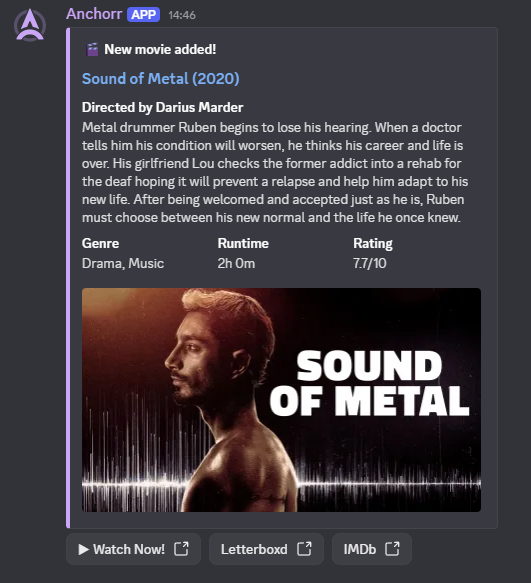 Anchorr APP 14:46
New movie added!
Sound of Metal (2020)
Directed by Darius Marder
Metal drummer Ruben begins to lose his hearing. When a doctor
tells him his condition will worsen, he thinks his career and life is
over. His girlfriend Lou checks the former addict into a rehab for
the deaf hoping it will prevent a relapse and help him adapt to his
new life. After being welcomed and accepted just as he is, Ruben
must choose between his new normal and the life he once knew.
Genre Runtime Rating
Drama, Music 2h 0m 7.7/10
SOUND
OF METAL
Watch Now! Letterboxd IMDb